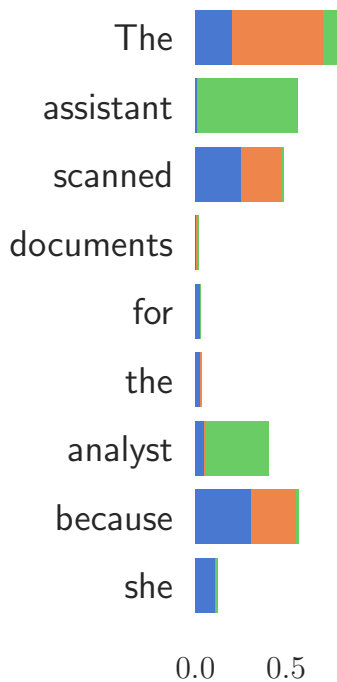 The
assistant
scanned
documents
for
the
analyst
because
she
0.0 0.5